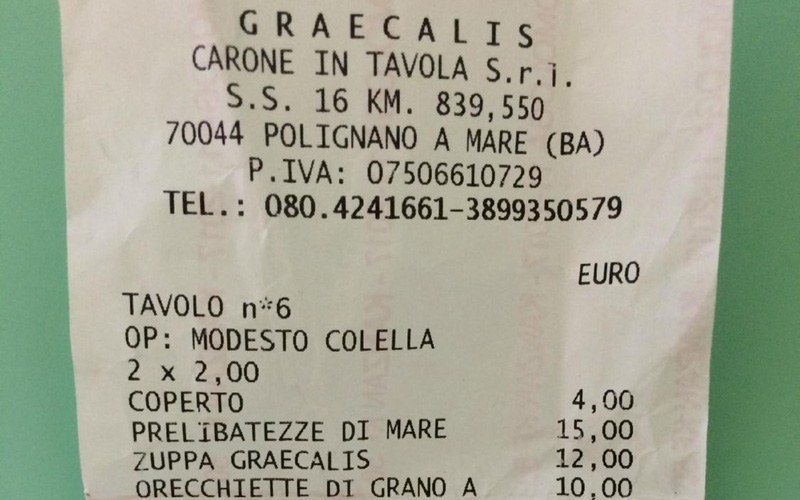 GRAECALIS
CARONE IN TAVOLA S.r.i.
S.S. 16 KM. 839,550
70044 POLIGNANO A MARE (BA)
P.IVA: 07506610729
TEL.: 080.4241661-3899350579
EURO
TAVOLO n*6
OP: MODESTO COLELLA
2 x 2,00
COPERTO 4,00
PRELIBATEZZE DI MARE 15,00
ZUPPA GRAECALIS 12,00
ORECCHIETTE DI GRANO A 10,00